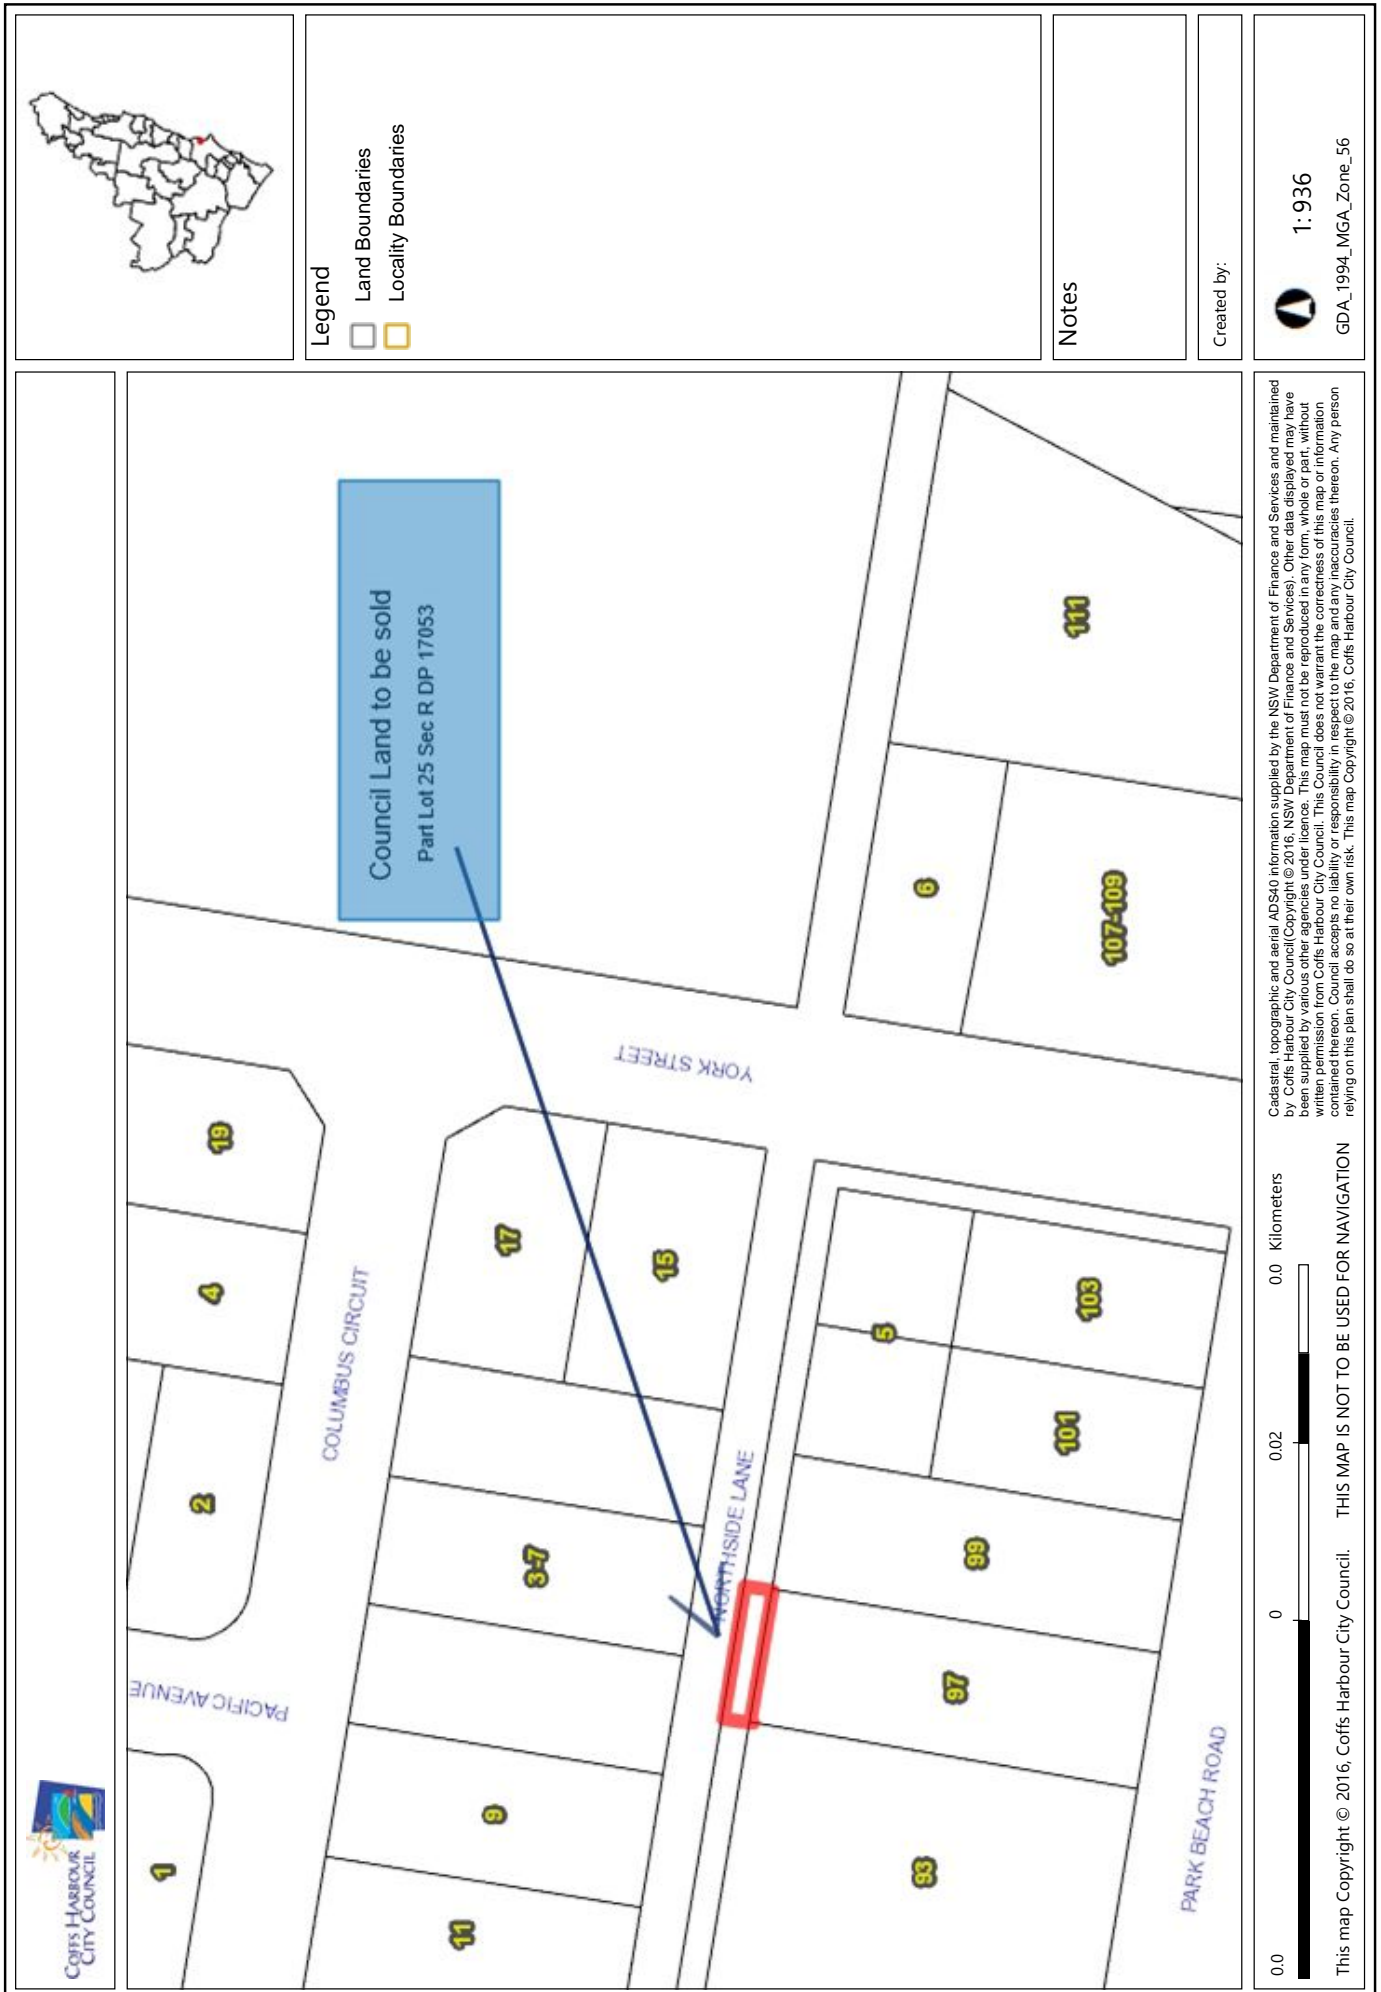 COFFS HARBOUR
CITY COUNCIL
1
PACIFIC AVENUE
2
4
19
COLUMBUS CIRCUIT
11
9
3-7
17
15
YORK STREET
Council Land to be sold
Part Lot 25 Sec R DP 17053
NORTHSIDE LANE
93
97
99
5
101
103
6
107-109
111
PARK BEACH ROAD
Legend
Land Boundaries
Locality Boundaries
Notes
Created by:
1: 936
GDA_1994_MGA_Zone_56
0.0
0
0.02
0.0 Kilometers
This map Copyright © 2016, Coffs Harbour City Council.
THIS MAP IS NOT TO BE USED FOR NAVIGATION
Cadastral, topographic and aerial ADS40 information supplied by the NSW Department of Finance and Services and maintained
by Coffs Harbour City Council(Copyright © 2016, NSW Department of Finance and Services). Other data displayed may have
been supplied by various other agencies under licence. This map must not be reproduced in any form, whole or part, without
written permission from Coffs Harbour City Council. This Council does not warrant the correctness of this map or information
contained thereon. Council accepts no liability or responsibility in respect to the map and any inaccuracies thereon. Any person
relying on this plan shall do so at their own risk. This map Copyright © 2016, Coffs Harbour City Council.